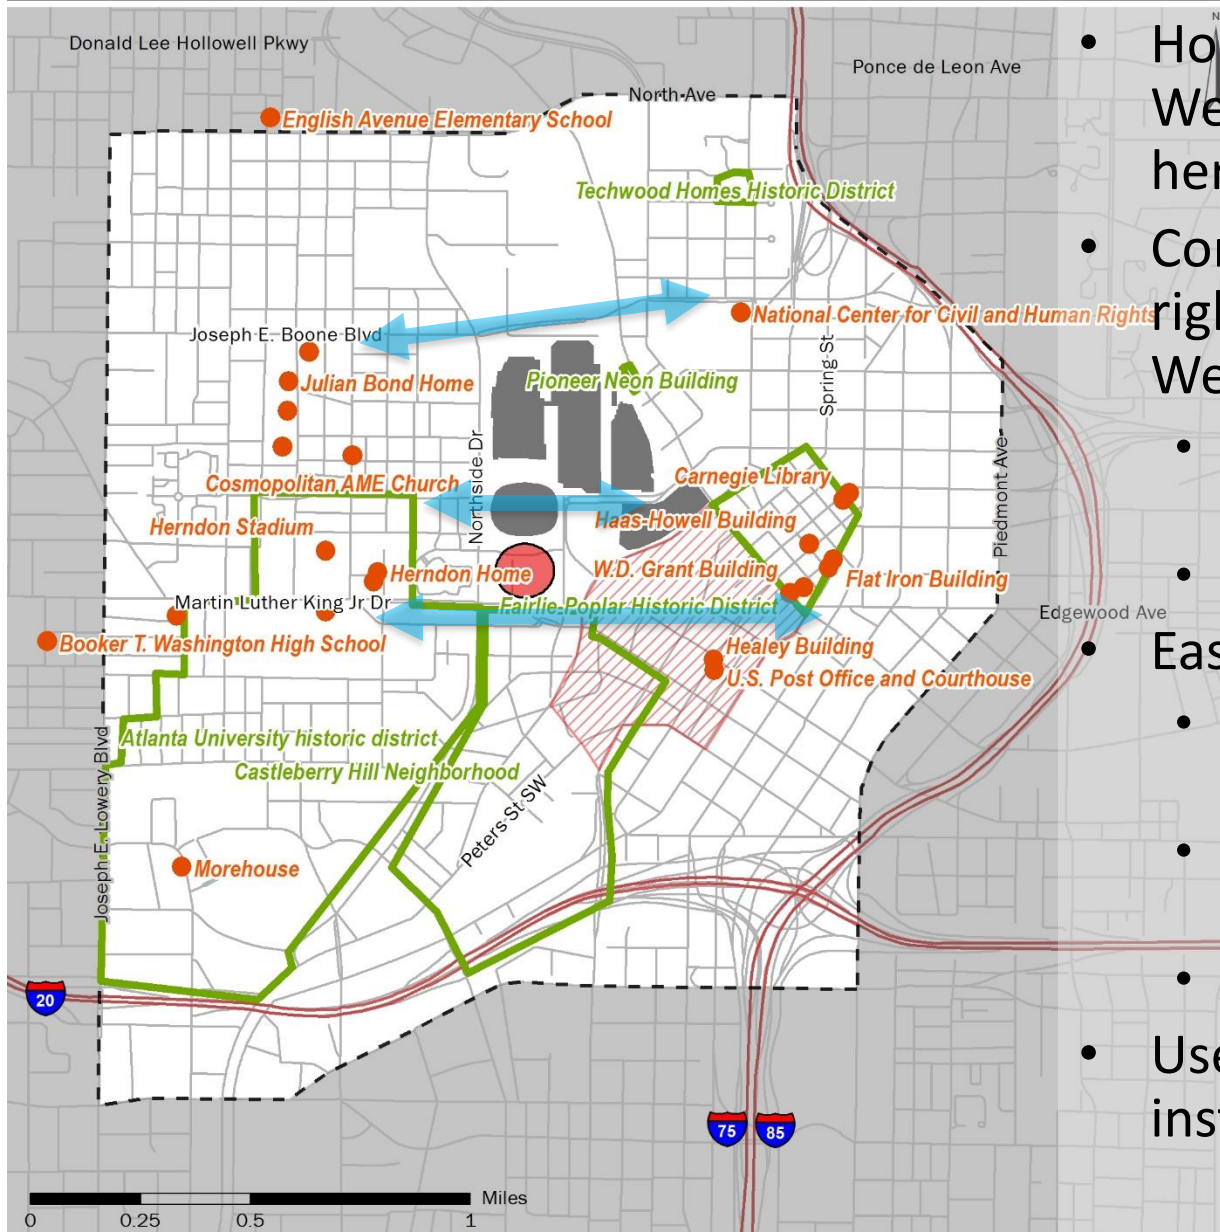 Donald Lee Hollowell Pkwy
Ponce de Leon Ave
North Ave
English Avenue Elementary School
Techwood Homes Historic District
National Center for Civil and Human Rights
Joseph E. Boone Blvd
Julian Bond Home
Pioneer Neon Building
Spring St
Northside Dr
Piedmont Ave
Cosmopolitan AME Church
Carnegie Library
Herndon Stadium
Haas-Howell Building
Herndon Home
W.D. Grant Building
Flat Iron Building
Martin Luther King Jr Dr
Fairlie-Poplar Historic District
Edgewood Ave
Booker T. Washington High School
Healey Building
U.S. Post Office and Courthouse
Atlanta University historic district
Castleberry Hill Neighborhood
Joseph E. Lowery Blvd
Peters St SW
Morehouse
20
75
85
Miles
0 0.25 0.5 1
N
• Ho
We
her
• Con
We
• Eas
• Use
inst